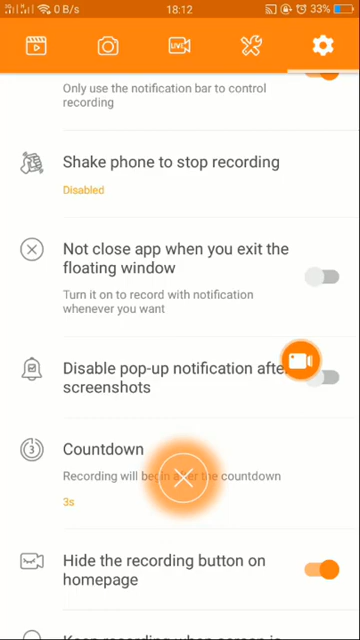 0 B/s
18:12
33%
LIVE
Only use the notification bar to control
recording
Shake phone to stop recording
Disabled
Not close app when you exit the
floating window
Turn it on to record with notification
whenever you want
Disable pop-up notification after
screenshots
3
Countdown
Recording will begin after the countdown
3s
Hide the recording button on
homepage
Keep recording when screen is